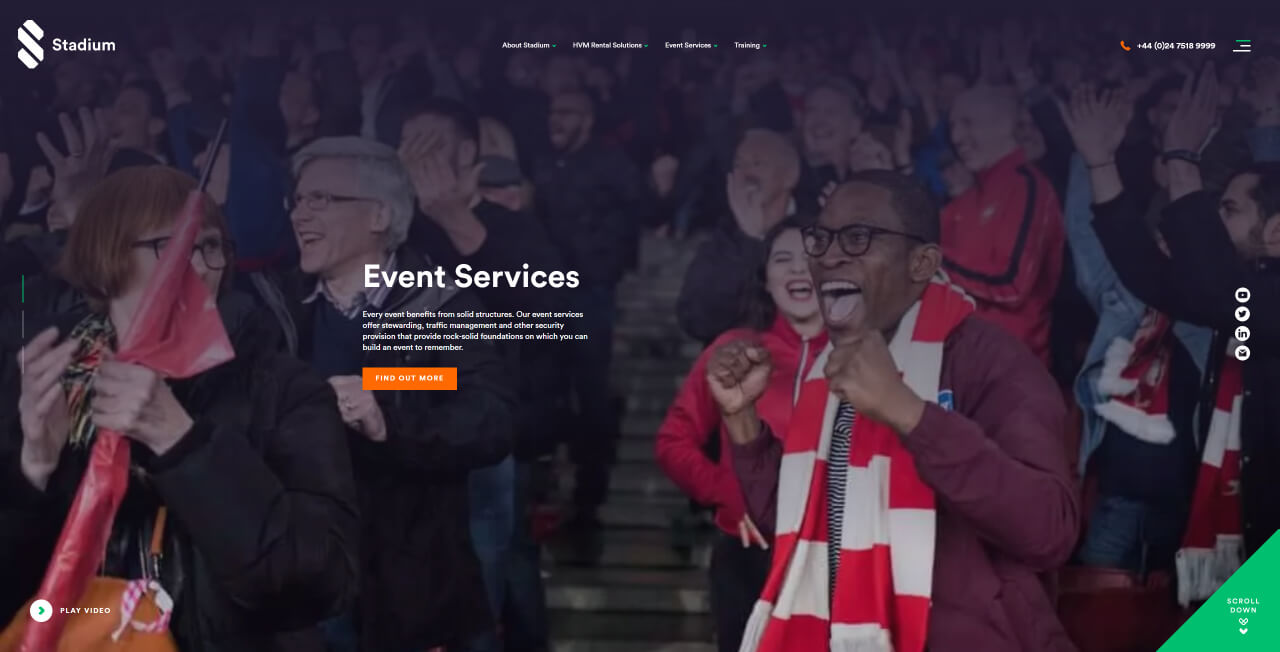 Stadium
About Stadium
HVM Rental Solutions
Event Services
Training
+44 (0)24 7518 9999
Event Services
Every event benefits from solid structures. Our event services
offer stewarding, traffic management and other security
provision that provide rock-solid foundations on which you can
build an event to remember.
FIND OUT MORE
PLAY VIDEO
SCROLL
DOWN